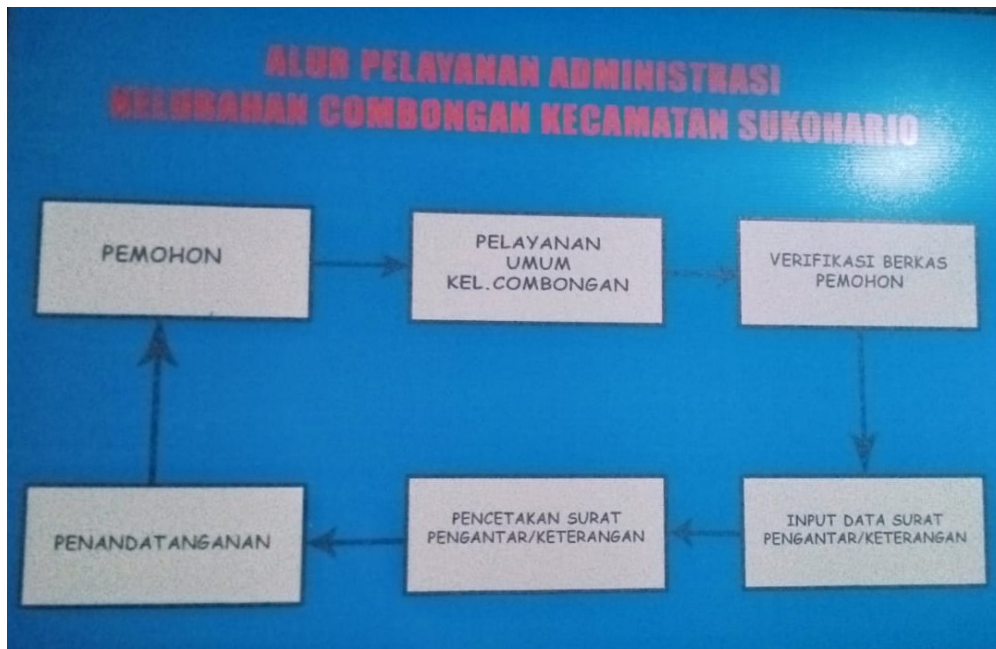 ALUR PELAYANAN ADMINISTRASI
KELURAHAN COMBONGAN KECAMATAN SUKOHARJO
PEMOHON
PELAYANAN
UMUM
KEL.COMBONGAN
VERIFIKASI BERKAS
PEMOHON
INPUT DATA SURAT
PENGANTAR/KETERANGAN
PENCETAKAN SURAT
PENGANTAR/KETERANGAN
PENANDATANGANAN